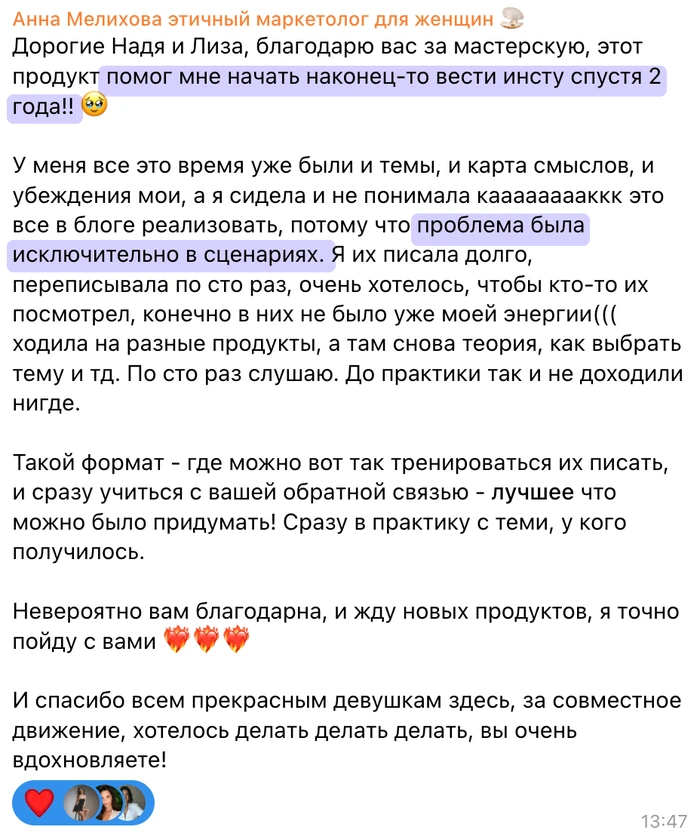 Анна Мелихова этичный маркетолог для женщин 🦪
Дорогие Надя и Лиза, благодарю вас за мастерскую, этот
продукт помог мне начать наконец-то вести инсту спустя 2
года!! 🥹
У меня все это время уже были и темы, и карта смыслов, и
убеждения мои, а я сидела и не понимала кааааааааккк это
все в блоге реализовать, потому что проблема была
исключительно в сценариях. Я их писала долго,
переписывала по сто раз, очень хотелось, чтобы кто-то их
посмотрел, конечно в них не было уже моей энергии(((
ходила на разные продукты, а там снова теория, как выбрать
тему и тд. По сто раз слушаю. До практики так и не доходили
нигде.
Такой формат - где можно вот так тренироваться их писать,
и сразу учиться с вашей обратной связью - лучшее что
можно было придумать! Сразу в практику с теми, у кого
получилось.
Невероятно вам благодарна, и жду новых продуктов, я точно
пойду с вами ❤️‍🔥❤️‍🔥❤️‍🔥
И спасибо всем прекрасным девушкам здесь, за совместное
движение, хотелось делать делать делать, вы очень
вдохновляете!
13:47